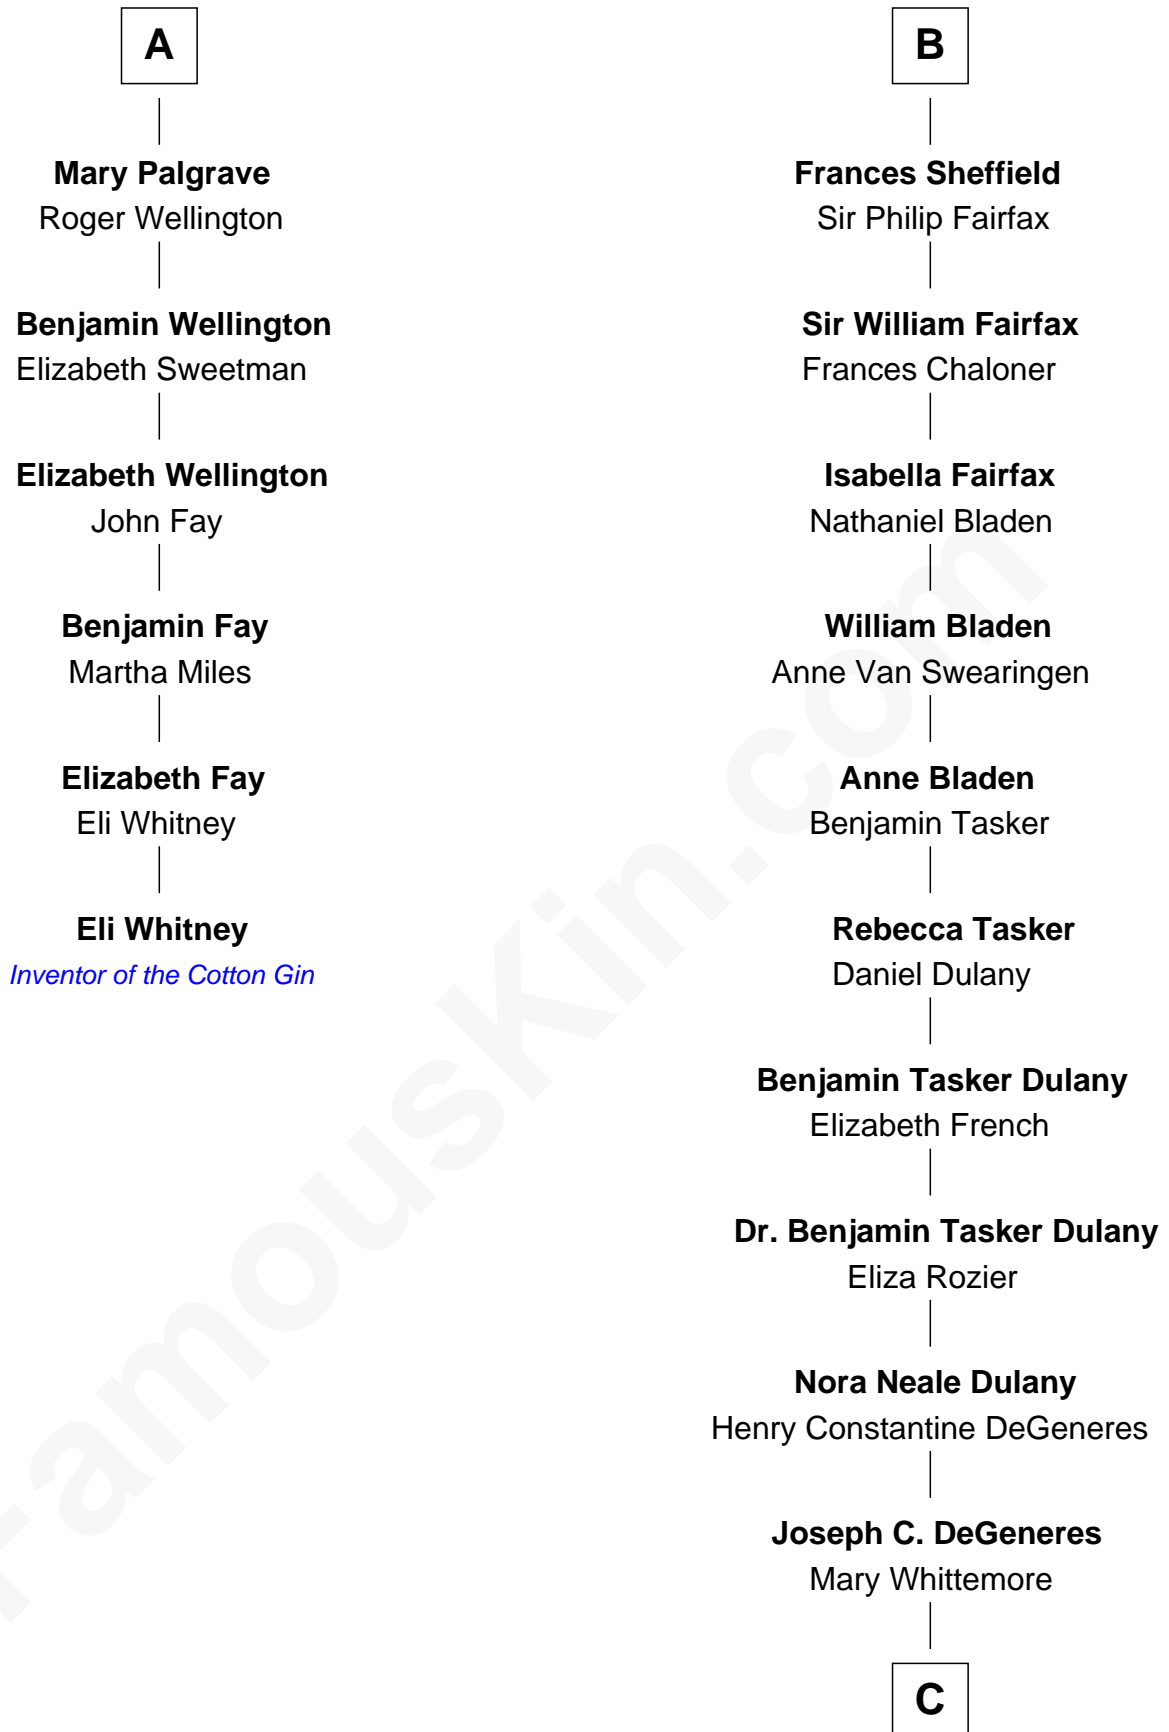 A
Mary Palgrave
Roger Wellington
Benjamin Wellington
Elizabeth Sweetman
Elizabeth Wellington
John Fay
Benjamin Fay
Martha Miles
Elizabeth Fay
Eli Whitney
Eli Whitney
Inventor of the Cotton Gin
B
Frances Sheffield
Sir Philip Fairfax
Sir William Fairfax
Frances Chaloner
Isabella Fairfax
Nathaniel Bladen
William Bladen
Anne Van Swearingen
Anne Bladen
Benjamin Tasker
Rebecca Tasker
Daniel Dulany
Benjamin Tasker Dulany
Elizabeth French
Dr. Benjamin Tasker Dulany
Eliza Rozier
Nora Neale Dulany
Henry Constantine DeGeneres
Joseph C. DeGeneres
Mary Whittemore
C
FamousKin.com